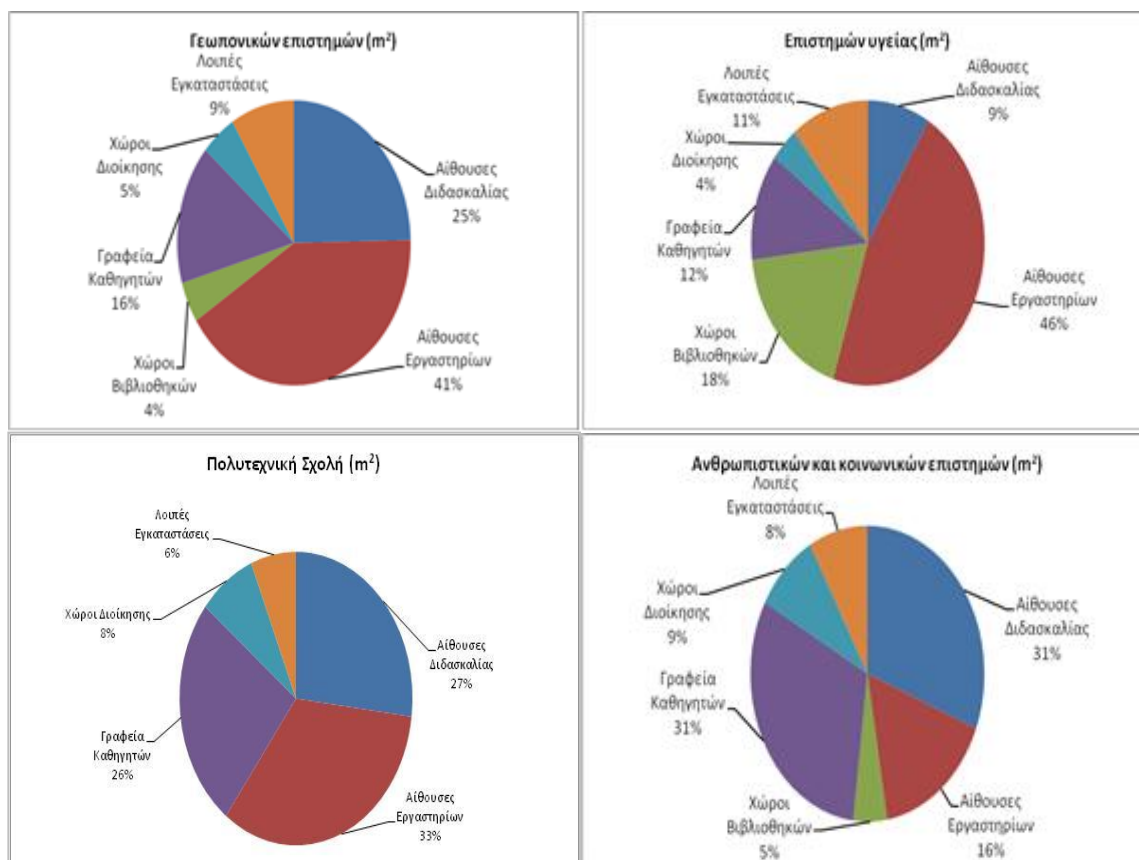 Γεωπονικών επιστημών (m²)
Λοιπές
Εγκαταστάσεις
9%
Χώροι
Διοίκησης
5%
Γραφεία
Καθηγητών
16%
Χώροι
Βιβλιοθηκών
4%
Αίθουσες
Διδασκαλίας
25%
Αίθουσες
Εργαστηρίων
41%
Επιστημών υγείας (m²)
Λοιπές
Εγκαταστάσεις
11%
Χώροι
Διοίκησης
4%
Γραφεία
Καθηγητών
12%
Χώροι
Βιβλιοθηκών
18%
Αίθουσες
Διδασκαλίας
9%
Αίθουσες
Εργαστηρίων
46%
Πολυτεχνική Σχολή (m²)
Λοιπές
Εγκαταστάσεις
6%
Χώροι Διοίκησης
8%
Γραφεία
Καθηγητών
26%
Αίθουσες
Διδασκαλίας
27%
Αίθουσες
Εργαστηρίων
33%
Ανθρωπιστικών και κοινωνικών επιστημών (m²)
Λοιπές
Εγκαταστάσεις
8%
Χώροι
Διοίκησης
9%
Γραφεία
Καθηγητών
31%
Χώροι
Βιβλιοθηκών
5%
Αίθουσες
Διδασκαλίας
31%
Αίθουσες
Εργαστηρίων
16%